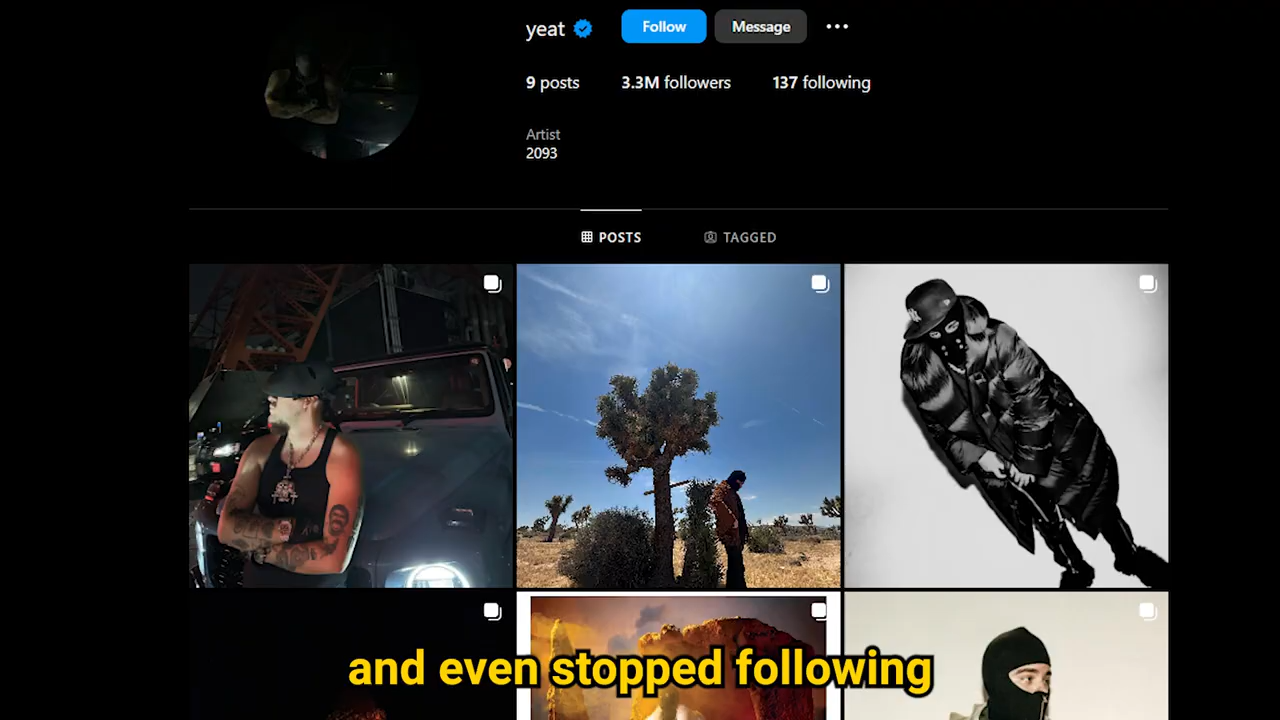 yeat
Follow
Message
9 posts
3.3M followers
137 following
Artist
2093
POSTS
TAGGED
and even stopped following